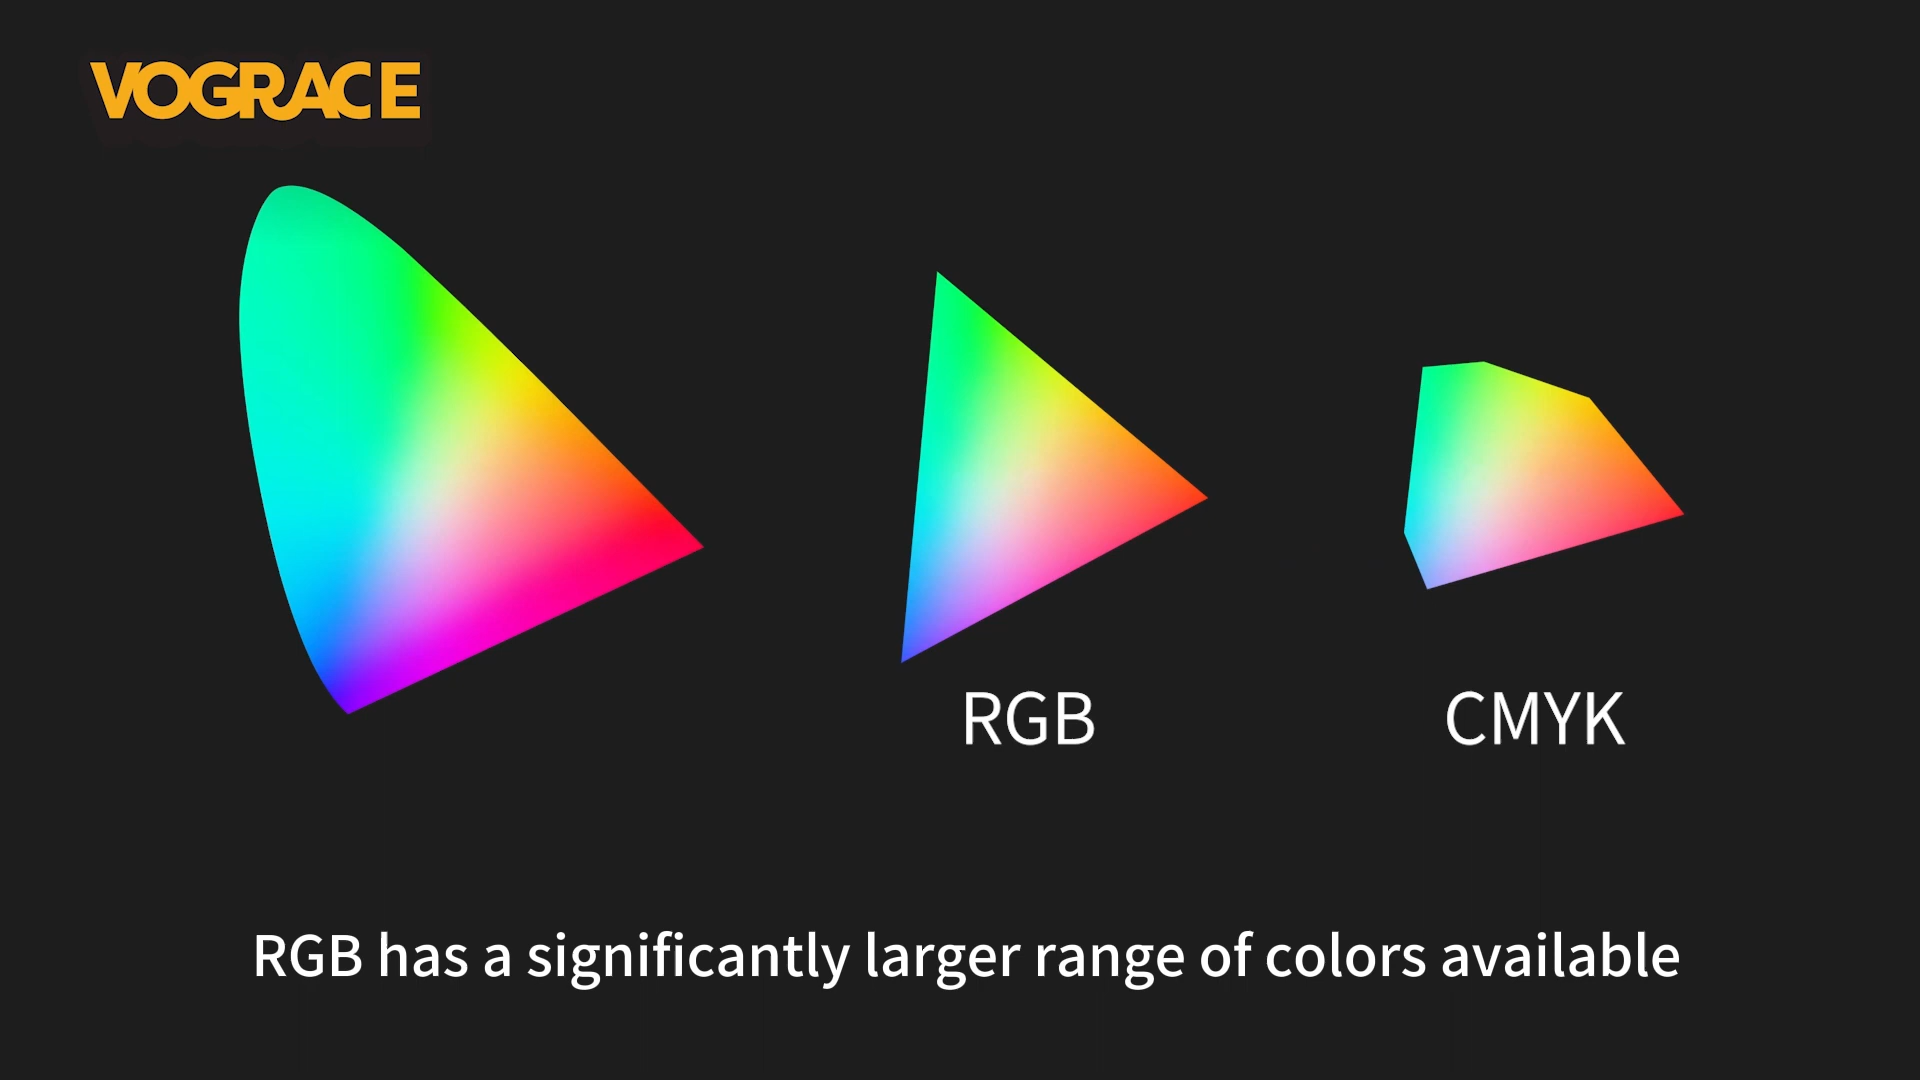 VOGRACE
RGB
CMYK
RGB has a significantly larger range of colors available